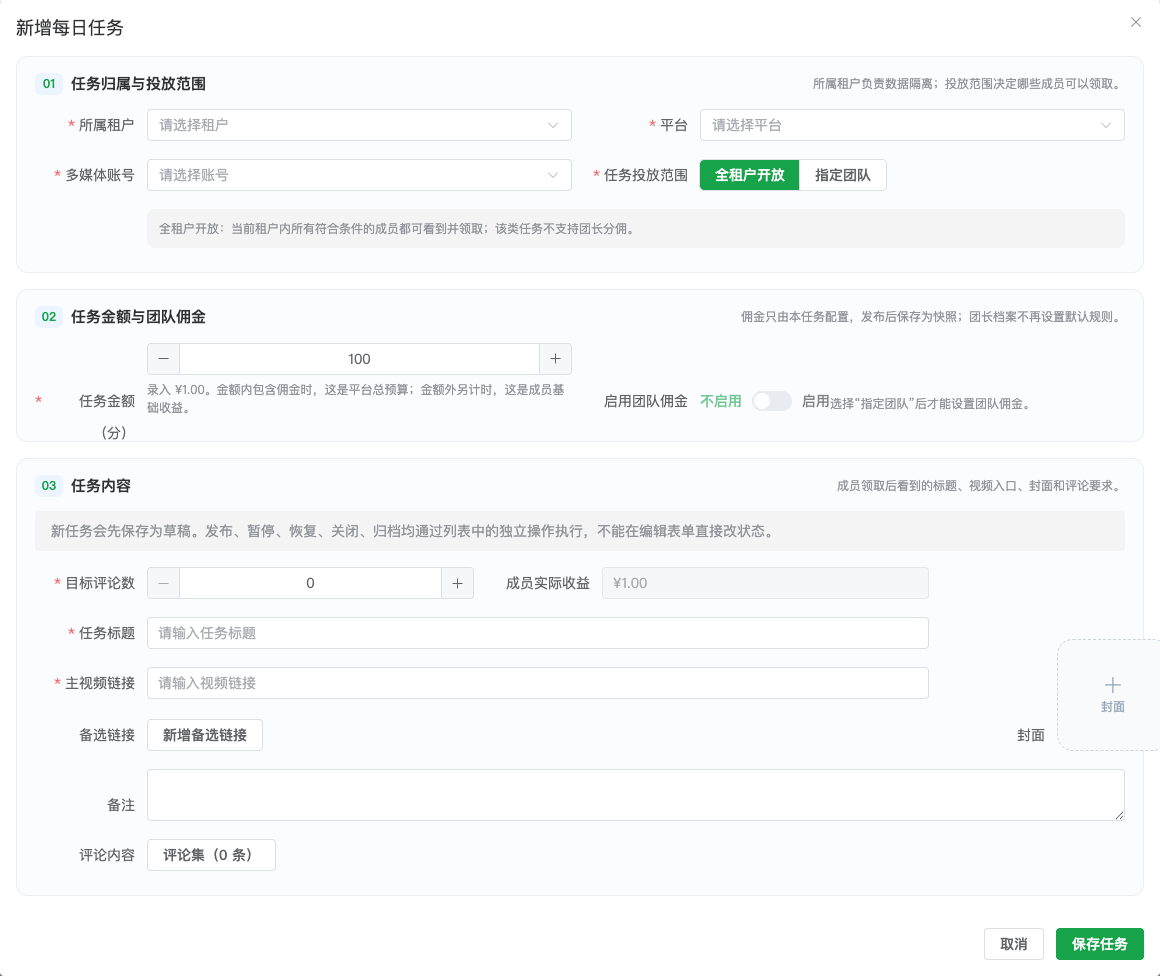 新增每日任务
01 任务归属与投放范围 所属租户负责数据隔离；投放范围决定哪些成员可以领取。
* 所属租户 请选择租户 * 平台 请选择平台
* 多媒体账号 请选择账号 * 任务投放范围 全租户开放 指定团队
全租户开放：当前租户内所有符合条件的成员都可看到并领取；该类任务不支持团长分佣。
02 任务金额与团队佣金 佣金只由本任务配置，发布后保存为快照；团长档案不再设置默认规则。
100
* 任务金额（分） 录入 ¥1.00。金额内包含佣金时，这是平台总预算；金额外另计时，这是成员基
础收益。
启用团队佣金 不启用 启用 选择“指定团队”后才能设置团队佣金。
03 任务内容 成员领取后看到的标题、视频入口、封面和评论要求。
新任务会先保存为草稿。发布、暂停、恢复、关闭、归档均通过列表中的独立操作执行，不能在编辑表单直接改状态。
* 目标评论数 0 成员实际收益 ¥1.00
* 任务标题 请输入任务标题
* 主视频链接 请输入视频链接
备选链接 新增备选链接 封面 封面
备注
评论内容 评论集（0 条）
取消 保存任务